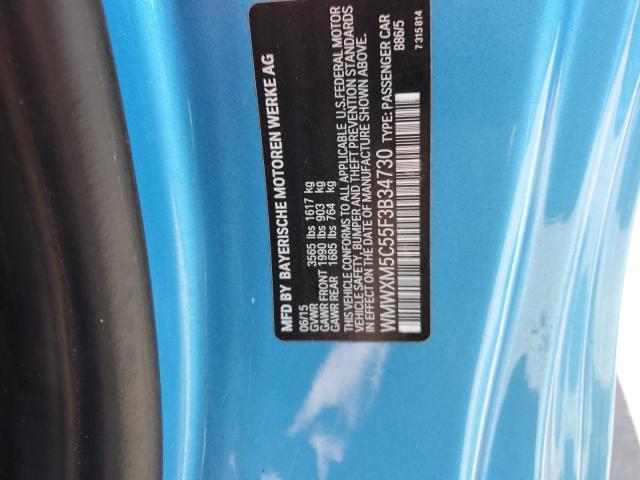 MFD BY BAYERISCHE MOTOREN WERKE AG
06/15
GVWR 3565 lbs 1617 kg
GAWR FRONT 1990 lbs 903 kg
GAWR REAR 1685 lbs 764 kg
THIS VEHICLE CONFORMS TO ALL APPLICABLE U.S.FEDERAL MOTOR
VEHICLE SAFETY, BUMPER AND THEFT PREVENTION STANDARDS
IN EFFECT ON THE DATE OF MANUFACTURE SHOWN ABOVE.
WMWXM5C55F3B34730 TYPE: PASSENGER CAR
B86/5
7 315 814